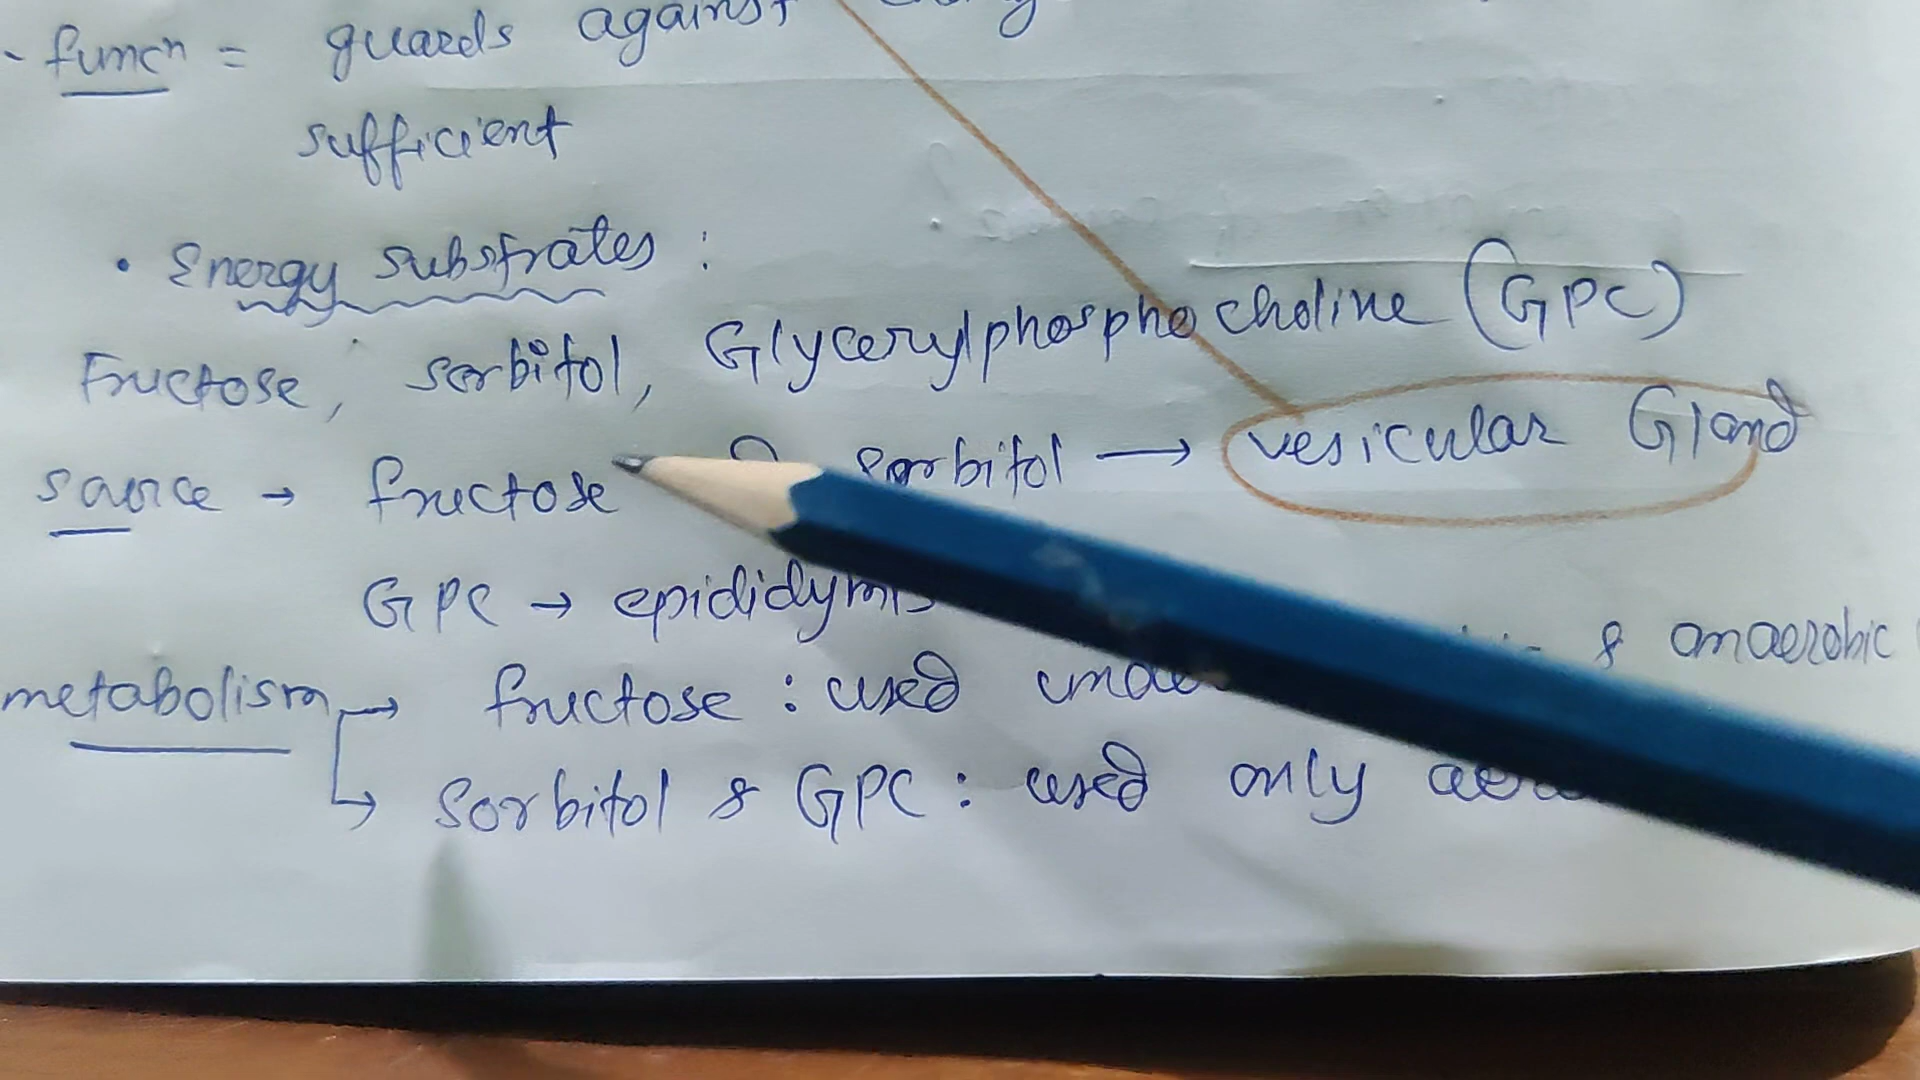 - funcⁿ = guards against
sufficient
• Energy substrates :
Fructose, sorbitol, Glycerylphosphocholine (GPC)
source → fructose sorbitol → vesicular Gland
GPC → epididymis
metabolism → fructose : used & anaerobic
→ Sorbitol & GPC : used only